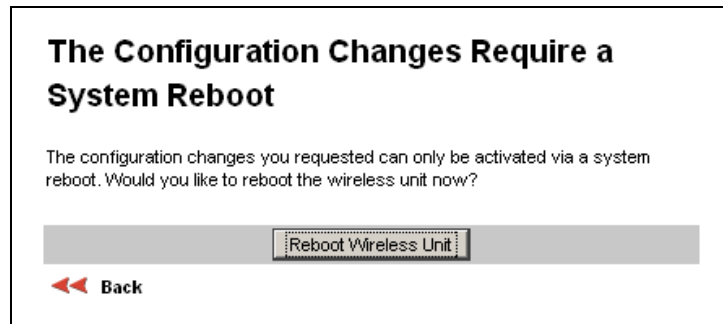 The Configuration Changes Require a
System Reboot
The configuration changes you requested can only be activated via a system
reboot. Would you like to reboot the wireless unit now?
Reboot Wireless Unit
Back